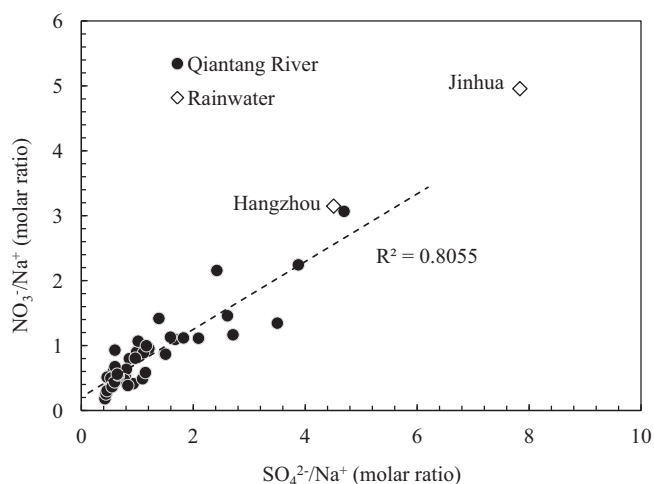 6
5
4
3
2
1
0
NO₃⁻/Na⁺ (molar ratio)
Qiantang River
Rainwater
Jinhua
Hangzhou
R² = 0.8055
0 2 4 6 8 10
SO₄²⁻/Na⁺ (molar ratio)